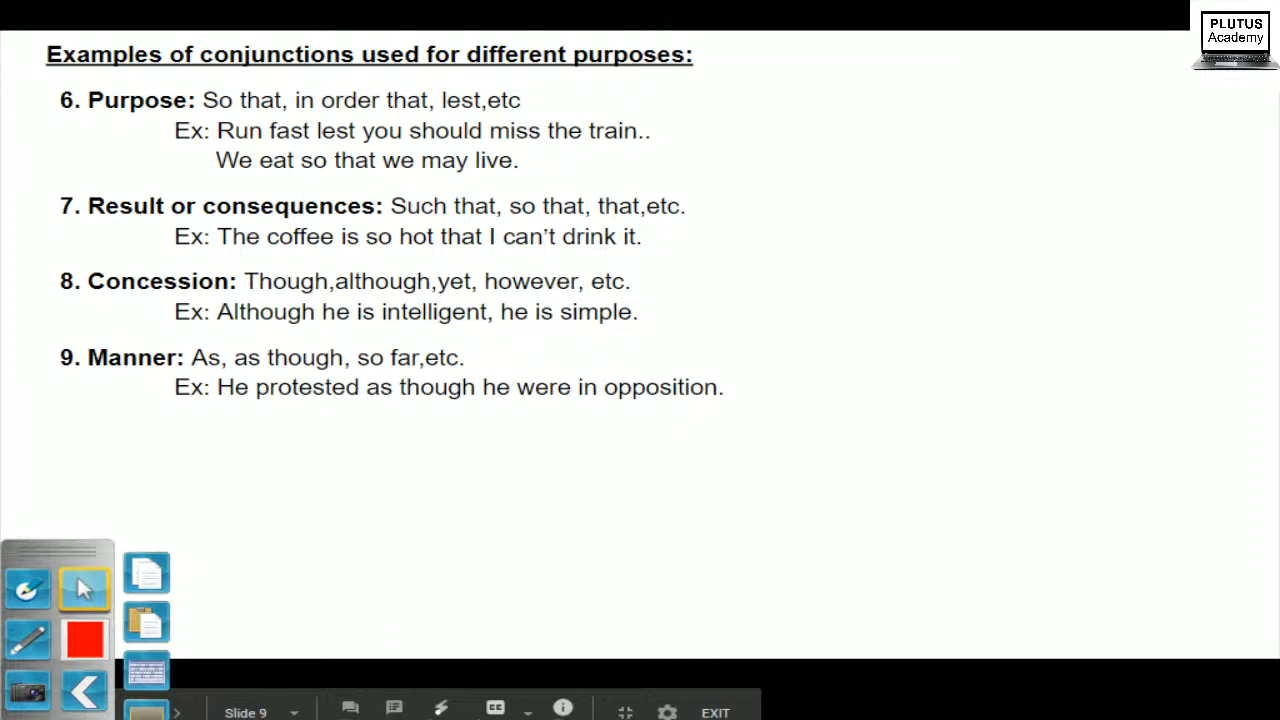 PLUTUS
Academy
Examples of conjunctions used for different purposes:
6. Purpose: So that, in order that, lest,etc
Ex: Run fast lest you should miss the train..
We eat so that we may live.
7. Result or consequences: Such that, so that, that,etc.
Ex: The coffee is so hot that I can’t drink it.
8. Concession: Though,although,yet, however, etc.
Ex: Although he is intelligent, he is simple.
9. Manner: As, as though, so far,etc.
Ex: He protested as though he were in opposition.
Slide 9
CC
EXIT